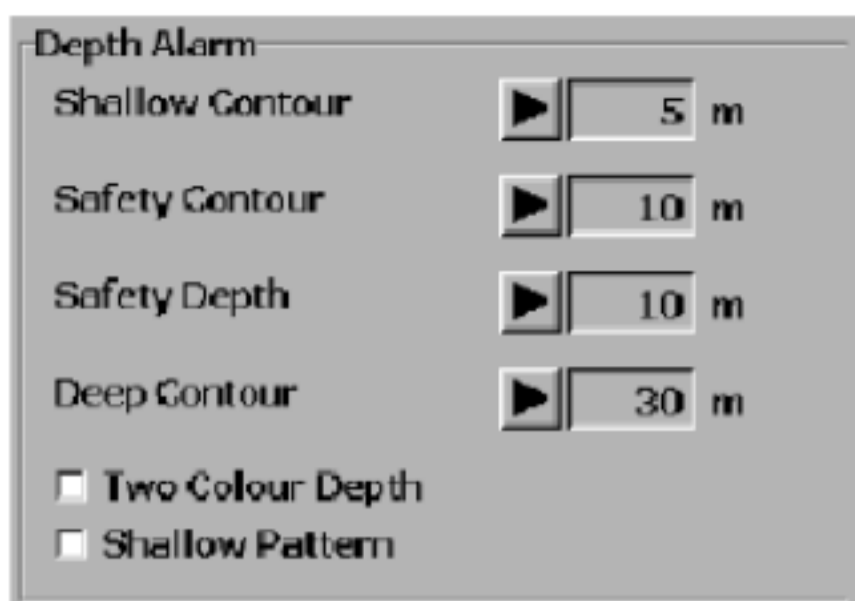 Depth Alarm
Shallow Contour 5 m
Safety Contour 10 m
Safety Depth 10 m
Deep Contour 30 m
Two Colour Depth
Shallow Pattern